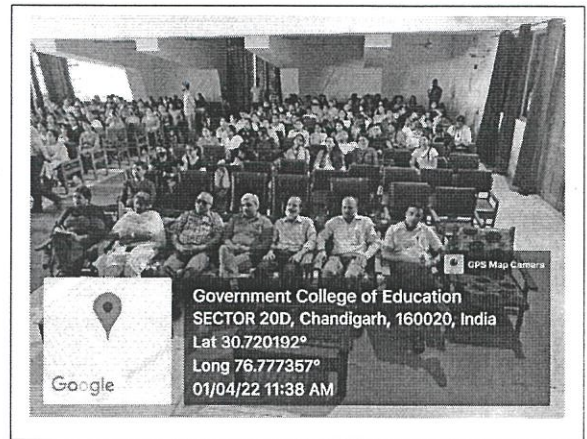 GPS Map Camera
Government College of Education
SECTOR 20D, Chandigarh, 160020, India
Lat 30.720192°
Long 76.777357°
01/04/22 11:38 AM
Google